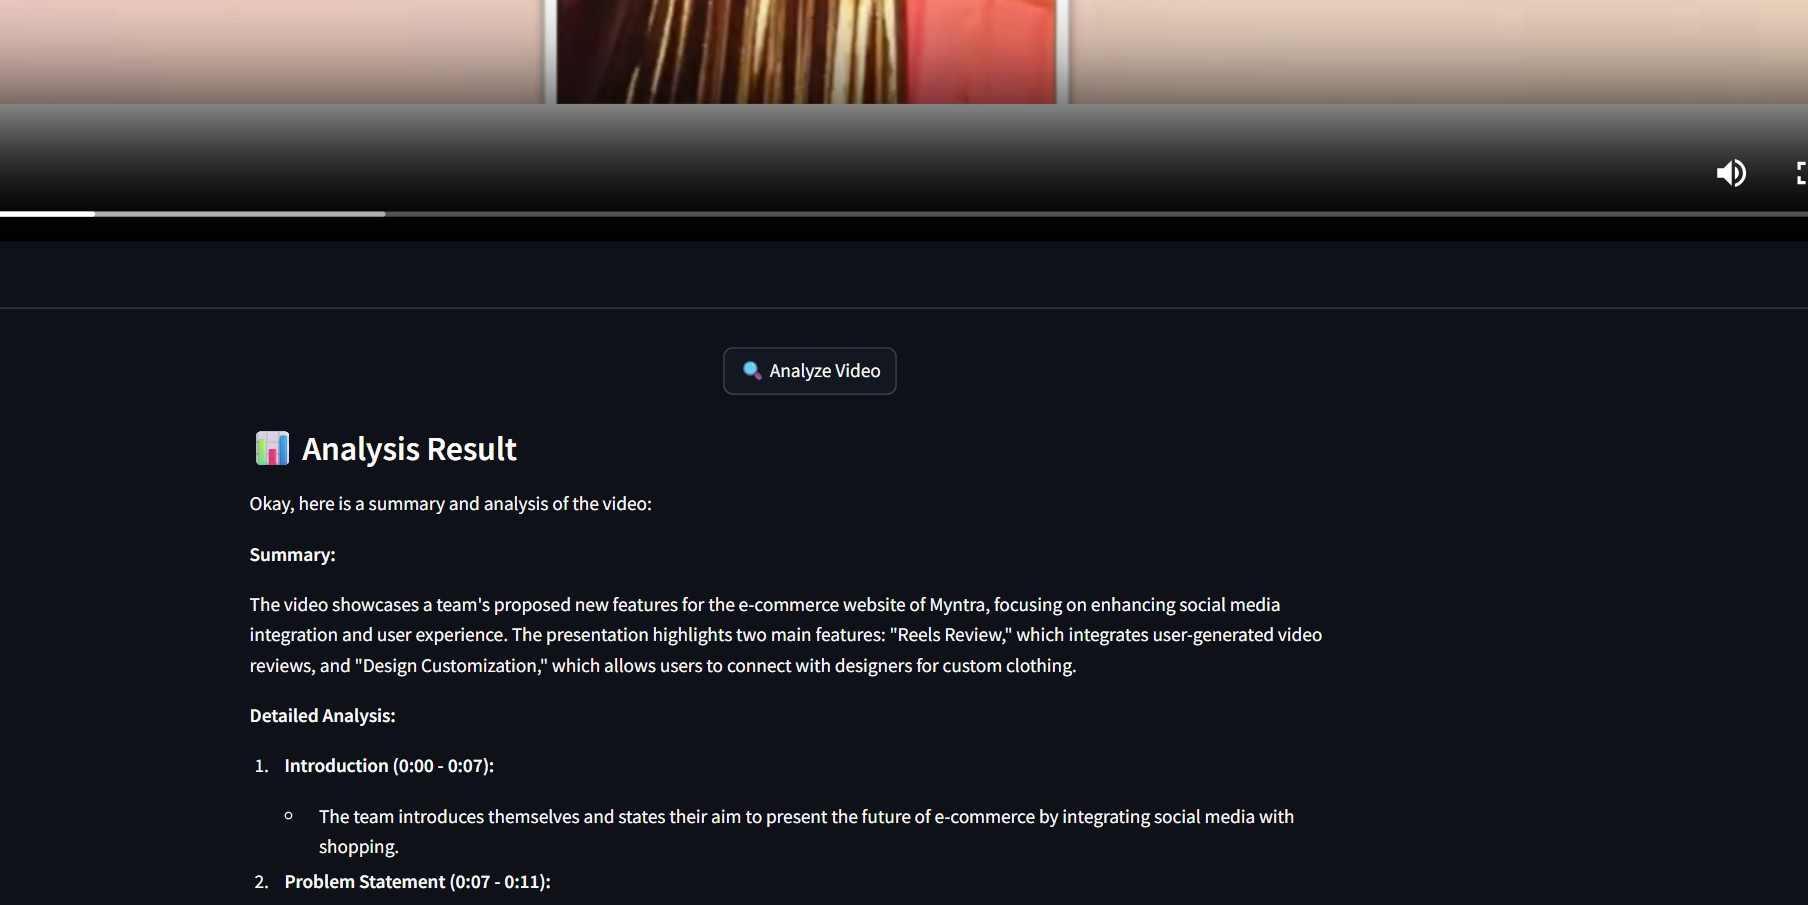 Analyze Video
Analysis Result
Okay, here is a summary and analysis of the video:
Summary:
The video showcases a team's proposed new features for the e-commerce website of Myntra, focusing on enhancing social media
integration and user experience. The presentation highlights two main features: "Reels Review," which integrates user-generated video
reviews, and "Design Customization," which allows users to connect with designers for custom clothing.
Detailed Analysis:
1. Introduction (0:00 - 0:07):
The team introduces themselves and states their aim to present the future of e-commerce by integrating social media with
shopping.
2. Problem Statement (0:07 - 0:11):